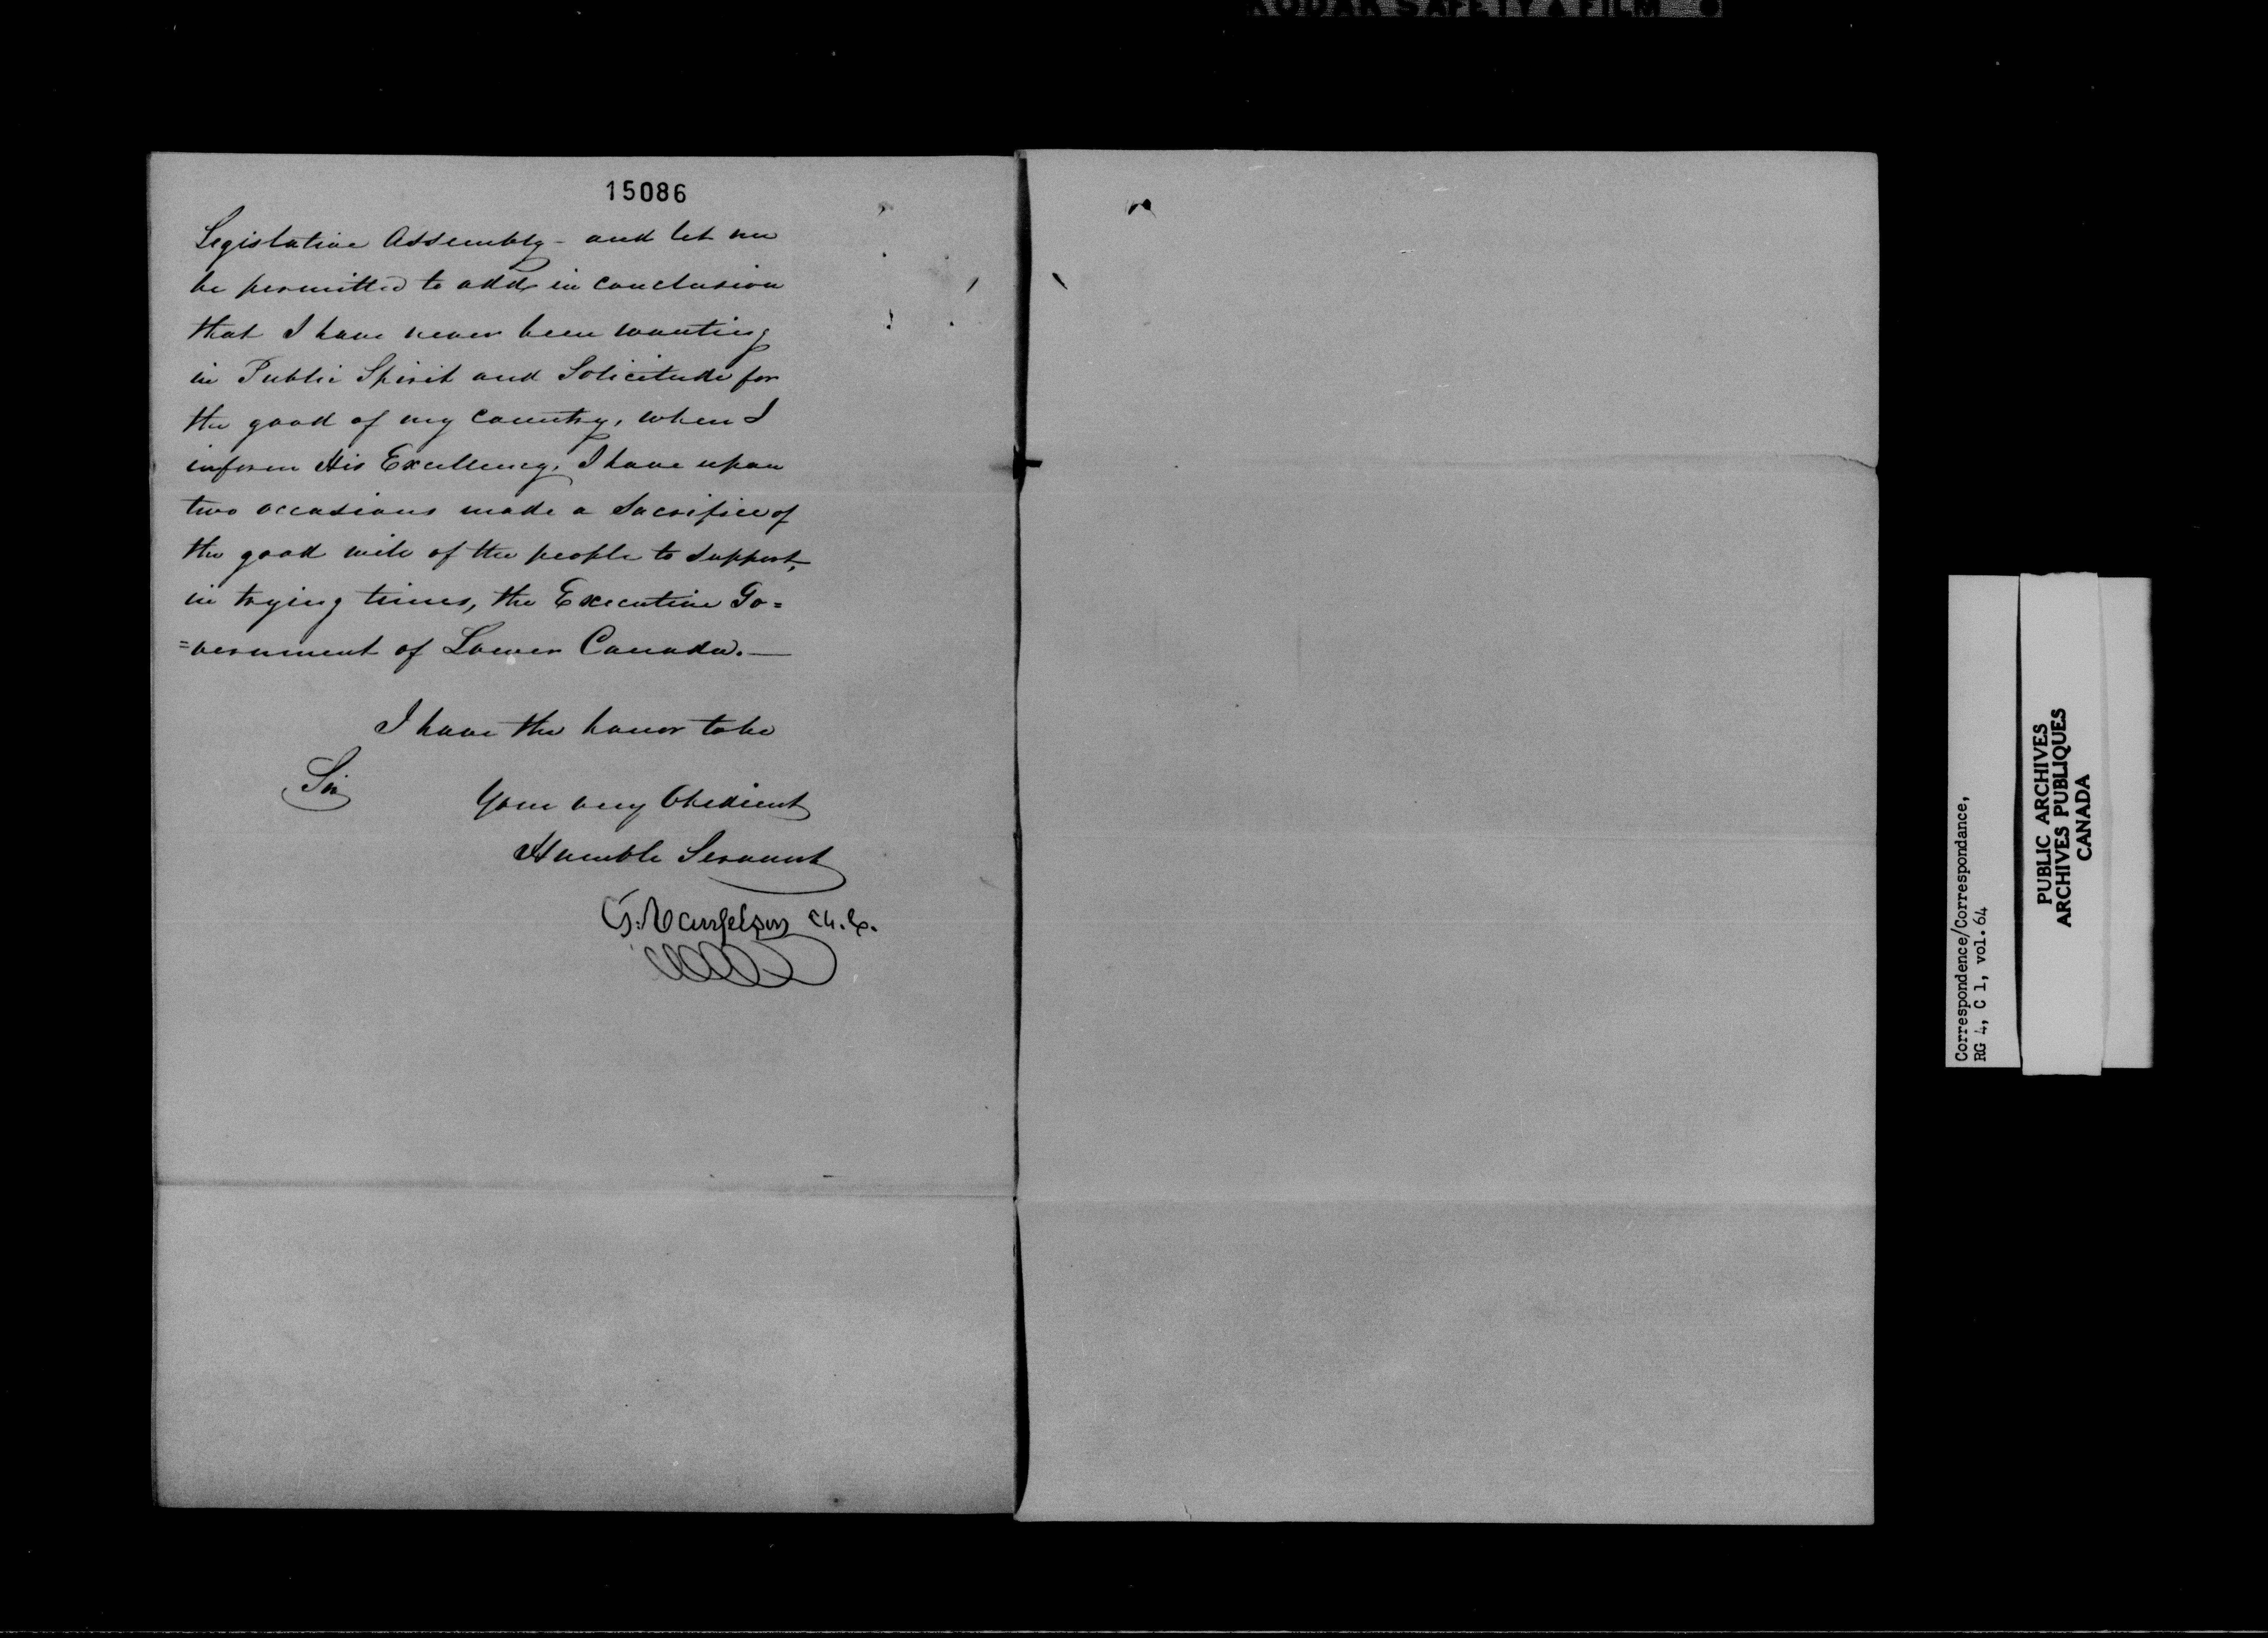 KODAK SAFETY FILM
15086
Legislative Assembly - and let me
be permitted to add in conclusion
that I have never been wanting
in Public Spirit and Solicitude for
the good of my Country, when I
inform His Excellency, I have upon
two occasions made a Sacrifice of
the good will of the people to support,
in trying times, the Executive Go=
=vernment of Lower Canada.—
I have the honor to be
Sir
Your very Obedient
Humble Servant
G. Vanfelson
Correspondence/Correspondance,
RG 4, C 1, vol. 64
PUBLIC ARCHIVES
ARCHIVES PUBLIQUES
CANADA